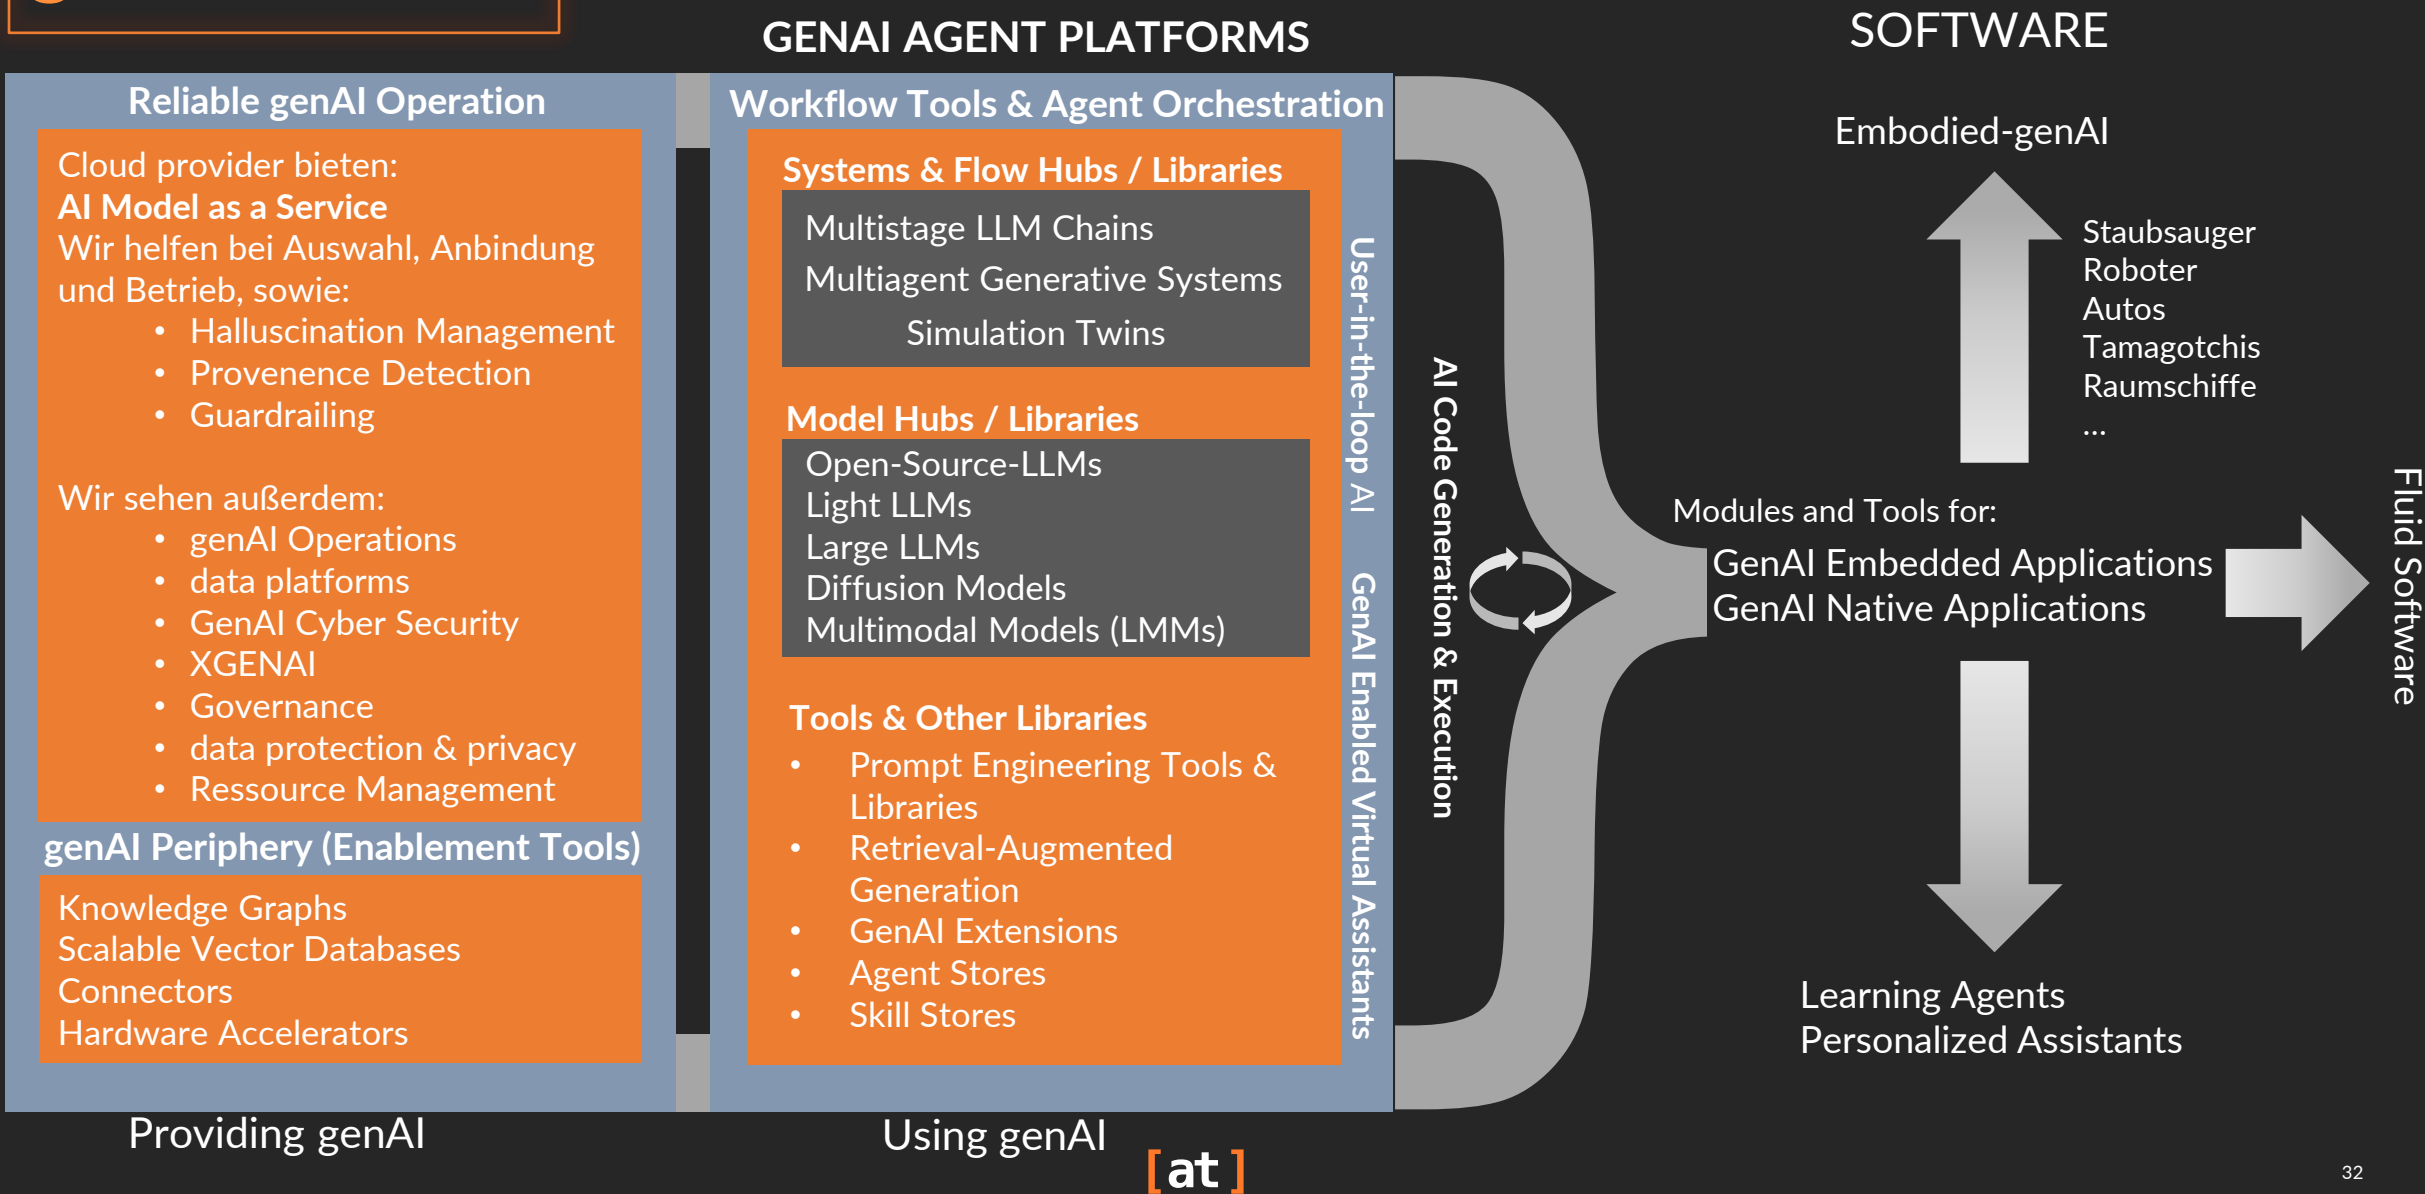 GENAI AGENT PLATFORMS
SOFTWARE
Reliable genAI Operation
Cloud provider bieten:
AI Model as a Service
Wir helfen bei Auswahl, Anbindung
und Betrieb, sowie:
• Halluscination Management
• Provenence Detection
• Guardrailing
Wir sehen außerdem:
• genAI Operations
• data platforms
• GenAI Cyber Security
• XGENAI
• Governance
• data protection & privacy
• Ressource Management
genAI Periphery (Enablement Tools)
Knowledge Graphs
Scalable Vector Databases
Connectors
Hardware Accelerators
Providing genAI
Workflow Tools & Agent Orchestration
Systems & Flow Hubs / Libraries
Multistage LLM Chains
Multiagent Generative Systems
Simulation Twins
Model Hubs / Libraries
Open-Source-LLMs
Light LLMs
Large LLMs
Diffusion Models
Multimodal Models (LMMs)
Tools & Other Libraries
• Prompt Engineering Tools &
Libraries
• Retrieval-Augmented
Generation
• GenAI Extensions
• Agent Stores
• Skill Stores
User-in-the-loop AI
GenAI Enabled Virtual Assistants
Using genAI
AI Code Generation & Execution
Embodied-genAI
Staubsauger
Roboter
Autos
Tamagotchis
Raumschiffe
...
Modules and Tools for:
GenAI Embedded Applications
GenAI Native Applications
Fluid Software
Learning Agents
Personalized Assistants
[at]
32